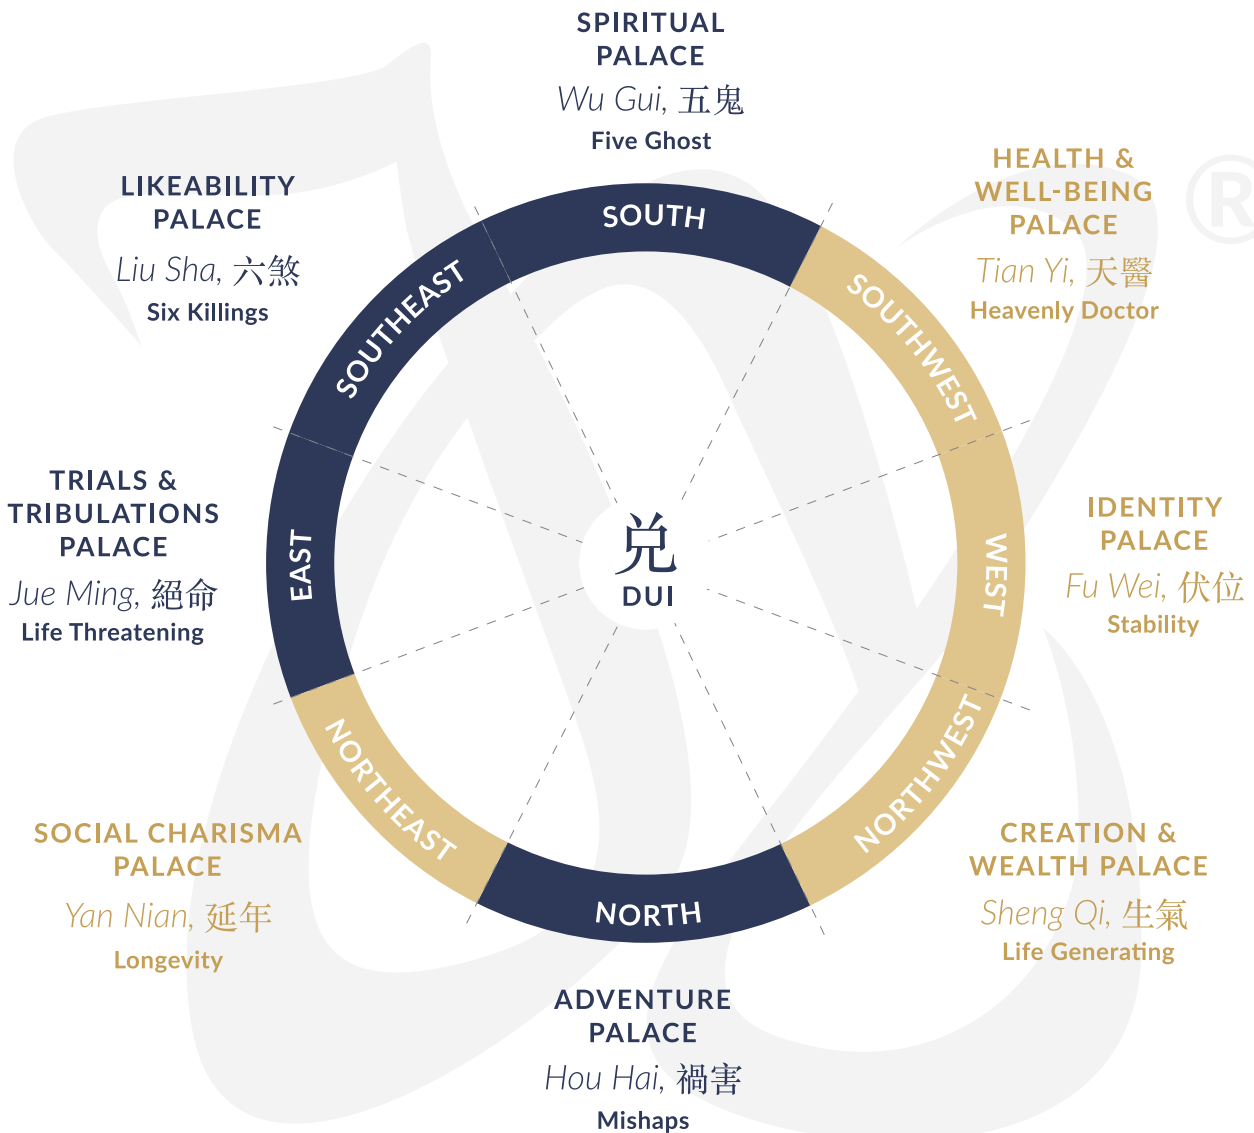 SPIRITUAL
PALACE
Wu Gui, 五鬼
Five Ghost
HEALTH &
WELL-BEING
PALACE
Tian Yi, 天醫
Heavenly Doctor
®
LIKEABILITY
PALACE
Liu Sha, 六煞
Six Killings
SOUTH
SOUTHEAST
SOUTHWEST
TRIALS &
TRIBULATIONS
PALACE
Jue Ming, 絕命
Life Threatening
EAST
兑
DUI
WEST
IDENTITY
PALACE
Fu Wei, 伏位
Stability
NORTHEAST
NORTHWEST
NORTH
SOCIAL CHARISMA
PALACE
Yan Nian, 延年
Longevity
CREATION &
WEALTH PALACE
Sheng Qi, 生氣
Life Generating
ADVENTURE
PALACE
Hou Hai, 禍害
Mishaps